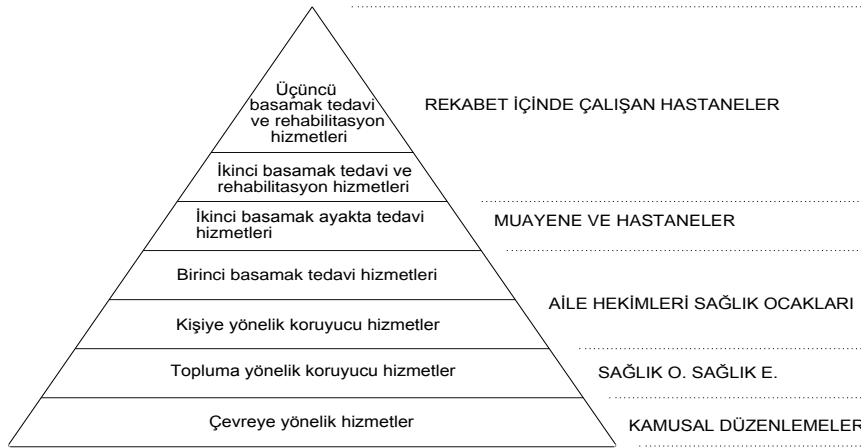 Üçüncü
basamak tedavi
ve rehabilitasyon
hizmetleri
REKABET İÇİNDE ÇALIŞAN HASTANELER
İkinci basamak tedavi ve
rehabilitasyon hizmetleri
İkinci basamak ayakta tedavi
hizmetleri
MUAYENE VE HASTANELER
Birinci basamak tedavi hizmetleri
AİLE HEKİMLERİ SAĞLIK OCAKLARI
Kişiye yönelik koruyucu hizmetler
Topluma yönelik koruyucu hizmetler
SAĞLIK O. SAĞLIK E.
Çevreye yönelik hizmetler
KAMUSAL DÜZENLEMELER